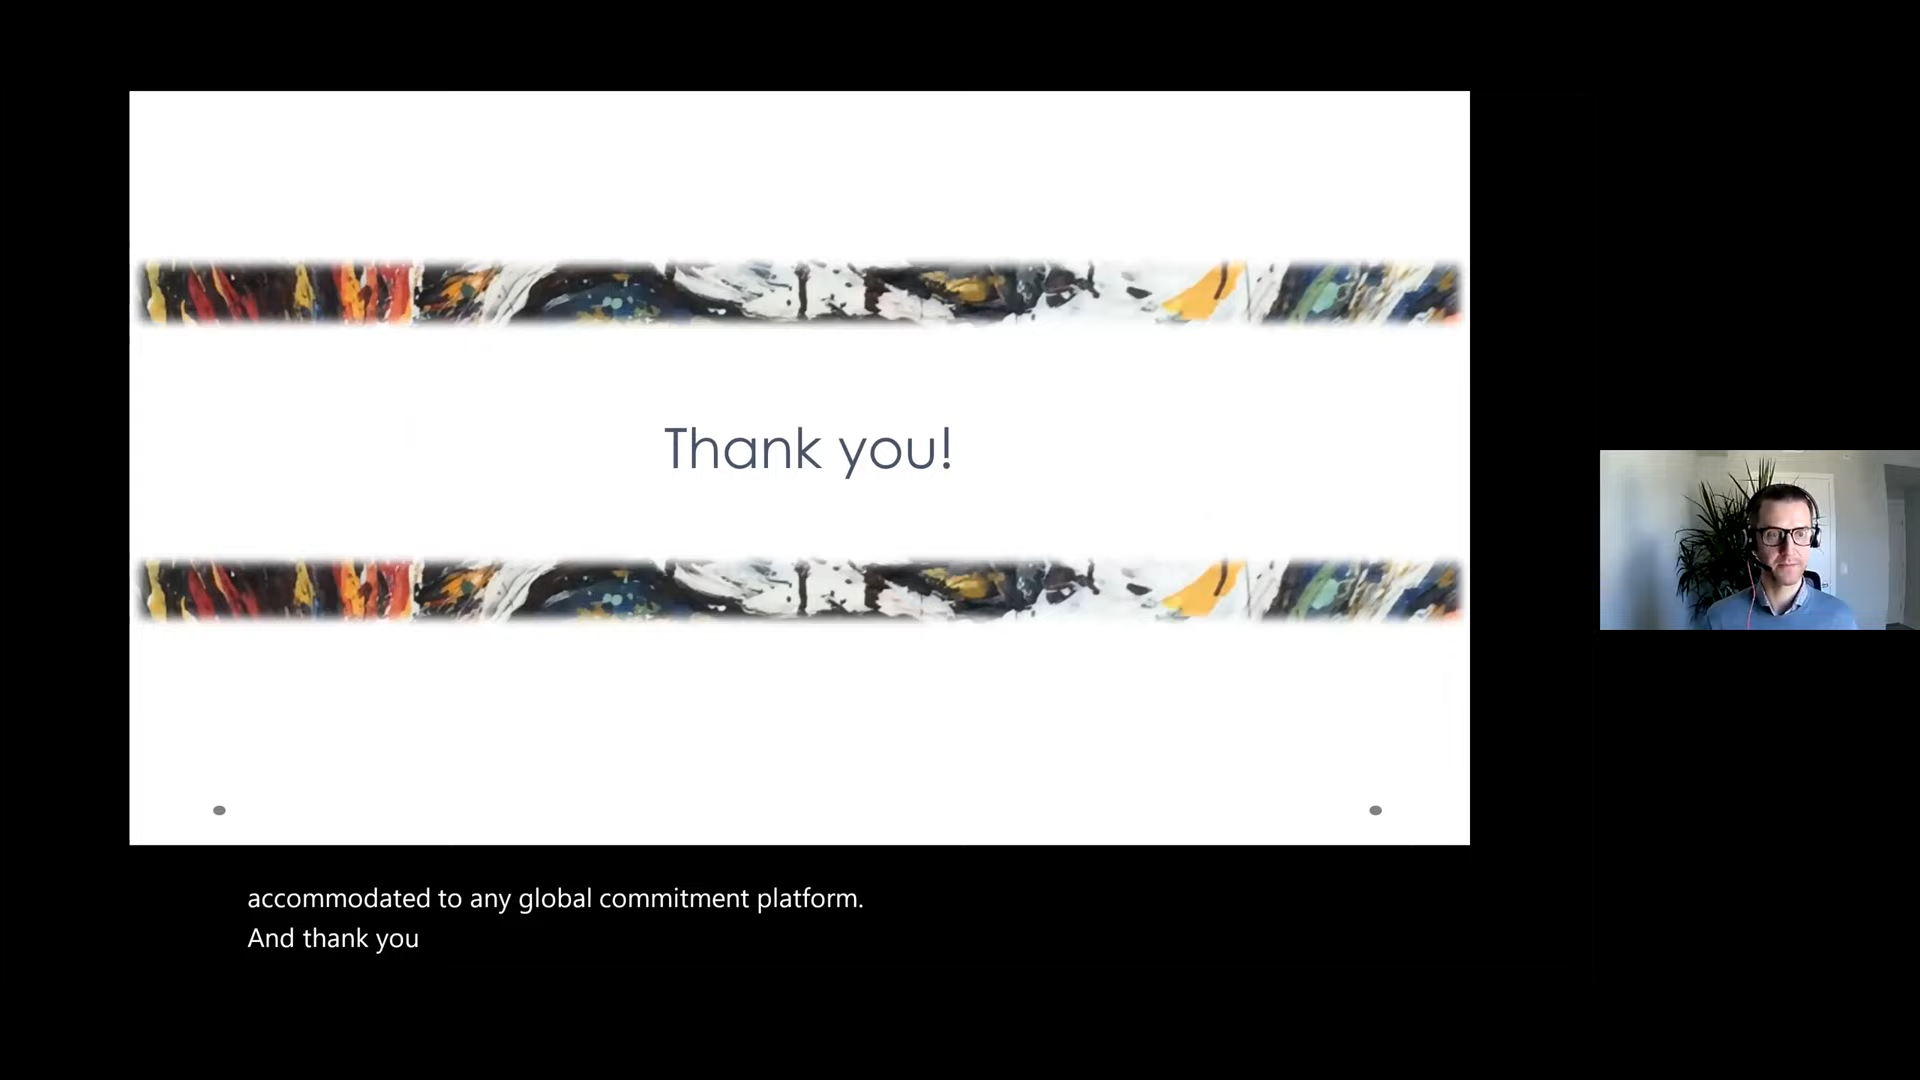 Thank you!
accommodated to any global commitment platform.
And thank you